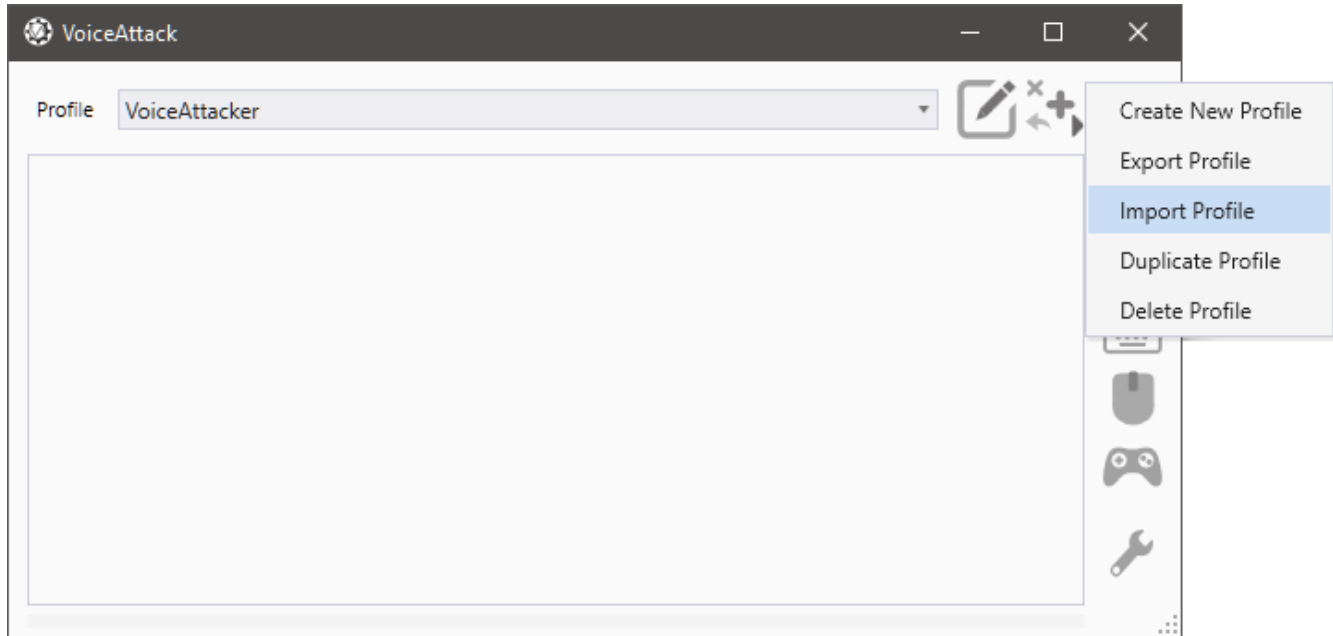 VoiceAttack
Profile VoiceAttacker
Create New Profile
Export Profile
Import Profile
Duplicate Profile
Delete Profile